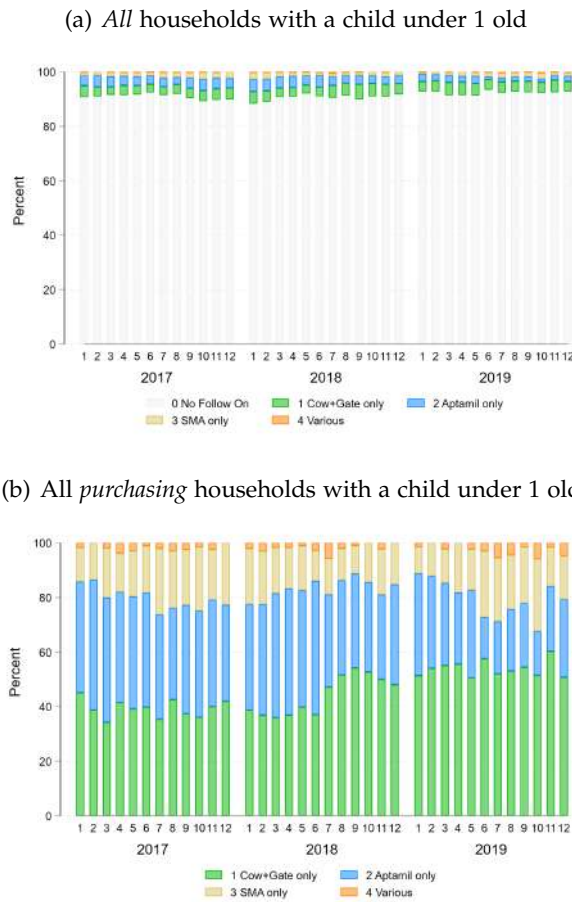 (a) All households with a child under 1 old
100
80
60
40
20
0
Percent
1 2 3 4 5 6 7 8 9 10 11 12 1 2 3 4 5 6 7 8 9 10 11 12 1 2 3 4 5 6 7 8 9 10 11 12
2017 2018 2019
0 No Follow On 1 Cow+Gate only 2 Aptamil only
3 SMA only 4 Various
(b) All purchasing households with a child under 1 old
100
80
60
40
20
0
Percent
1 2 3 4 5 6 7 8 9 10 11 12 1 2 3 4 5 6 7 8 9 10 11 12 1 2 3 4 5 6 7 8 9 10 11 12
2017 2018 2019
1 Cow+Gate only 2 Aptamil only
3 SMA only 4 Various